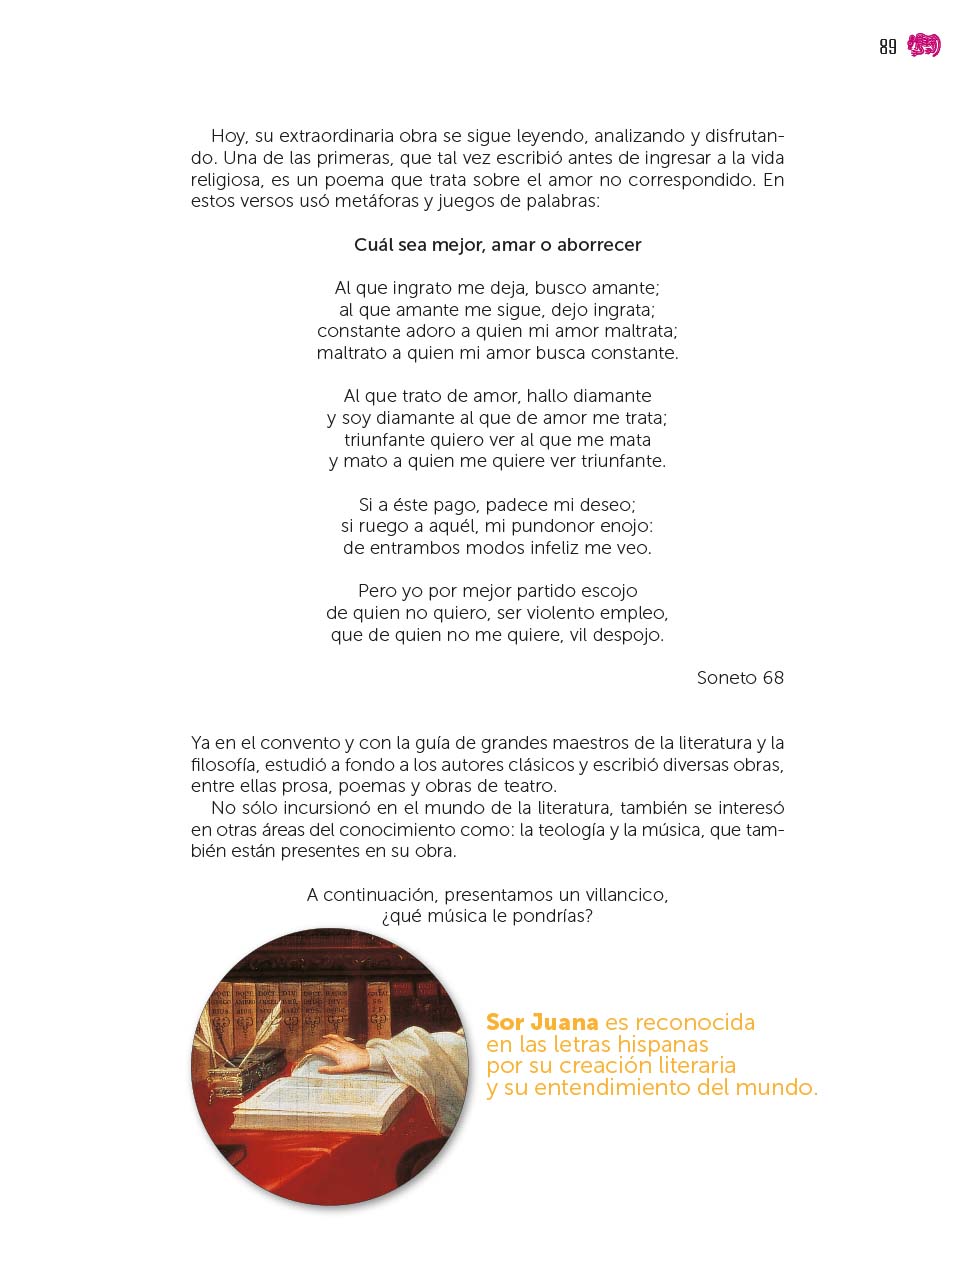 89
Hoy, su extraordinaria obra se sigue leyendo, analizando y disfrutan-
do. Una de las primeras, que tal vez escribió antes de ingresar a la vida
religiosa, es un poema que trata sobre el amor no correspondido. En
estos versos usó metáforas y juegos de palabras:
Cuál sea mejor, amar o aborrecer
Al que ingrato me deja, busco amante;
al que amante me sigue, dejo ingrata;
constante adoro a quien mi amor maltrata;
maltrato a quien mi amor busca constante.
Al que trato de amor, hallo diamante
y soy diamante al que de amor me trata;
triunfante quiero ver al que me mata
y mato a quien me quiere ver triunfante.
Si a éste pago, padece mi deseo;
si ruego a aquél, mi pundonor enojo:
de entrambos modos infeliz me veo.
Pero yo por mejor partido escojo
de quien no quiero, ser violento empleo,
que de quien no me quiere, vil despojo.
Soneto 68
Ya en el convento y con la guía de grandes maestros de la literatura y la
filosofía, estudió a fondo a los autores clásicos y escribió diversas obras,
entre ellas prosa, poemas y obras de teatro.
No sólo incursionó en el mundo de la literatura, también se interesó
en otras áreas del conocimiento como: la teología y la música, que tam-
bién están presentes en su obra.
A continuación, presentamos un villancico,
¿qué música le pondrías?
Sor Juana es reconocida
en las letras hispanas
por su creación literaria
y su entendimiento del mundo.